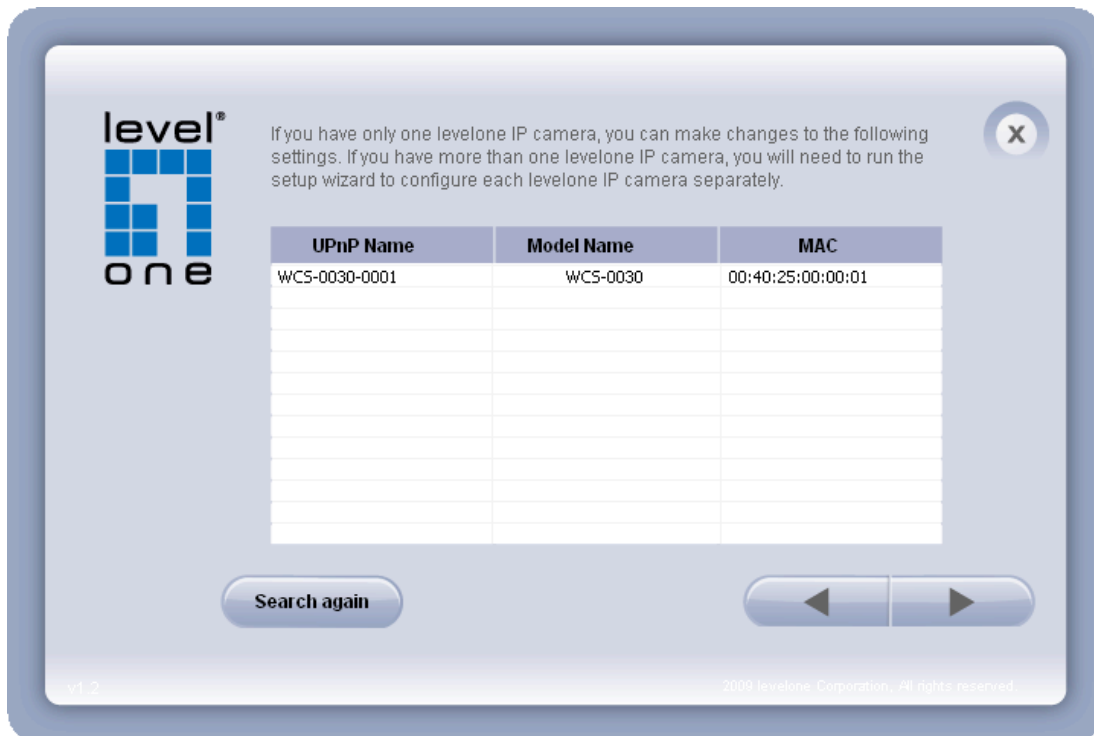 level®
one
If you have only one levelone IP camera, you can make changes to the following
settings. If you have more than one levelone IP camera, you will need to run the
setup wizard to configure each levelone IP camera separately.
X
UPnP Name Model Name MAC
WCS-0030-0001 WCS-0030 00:40:25:00:00:01
Search again
v1.2
2009 levelone Corporation, All rights reserved.